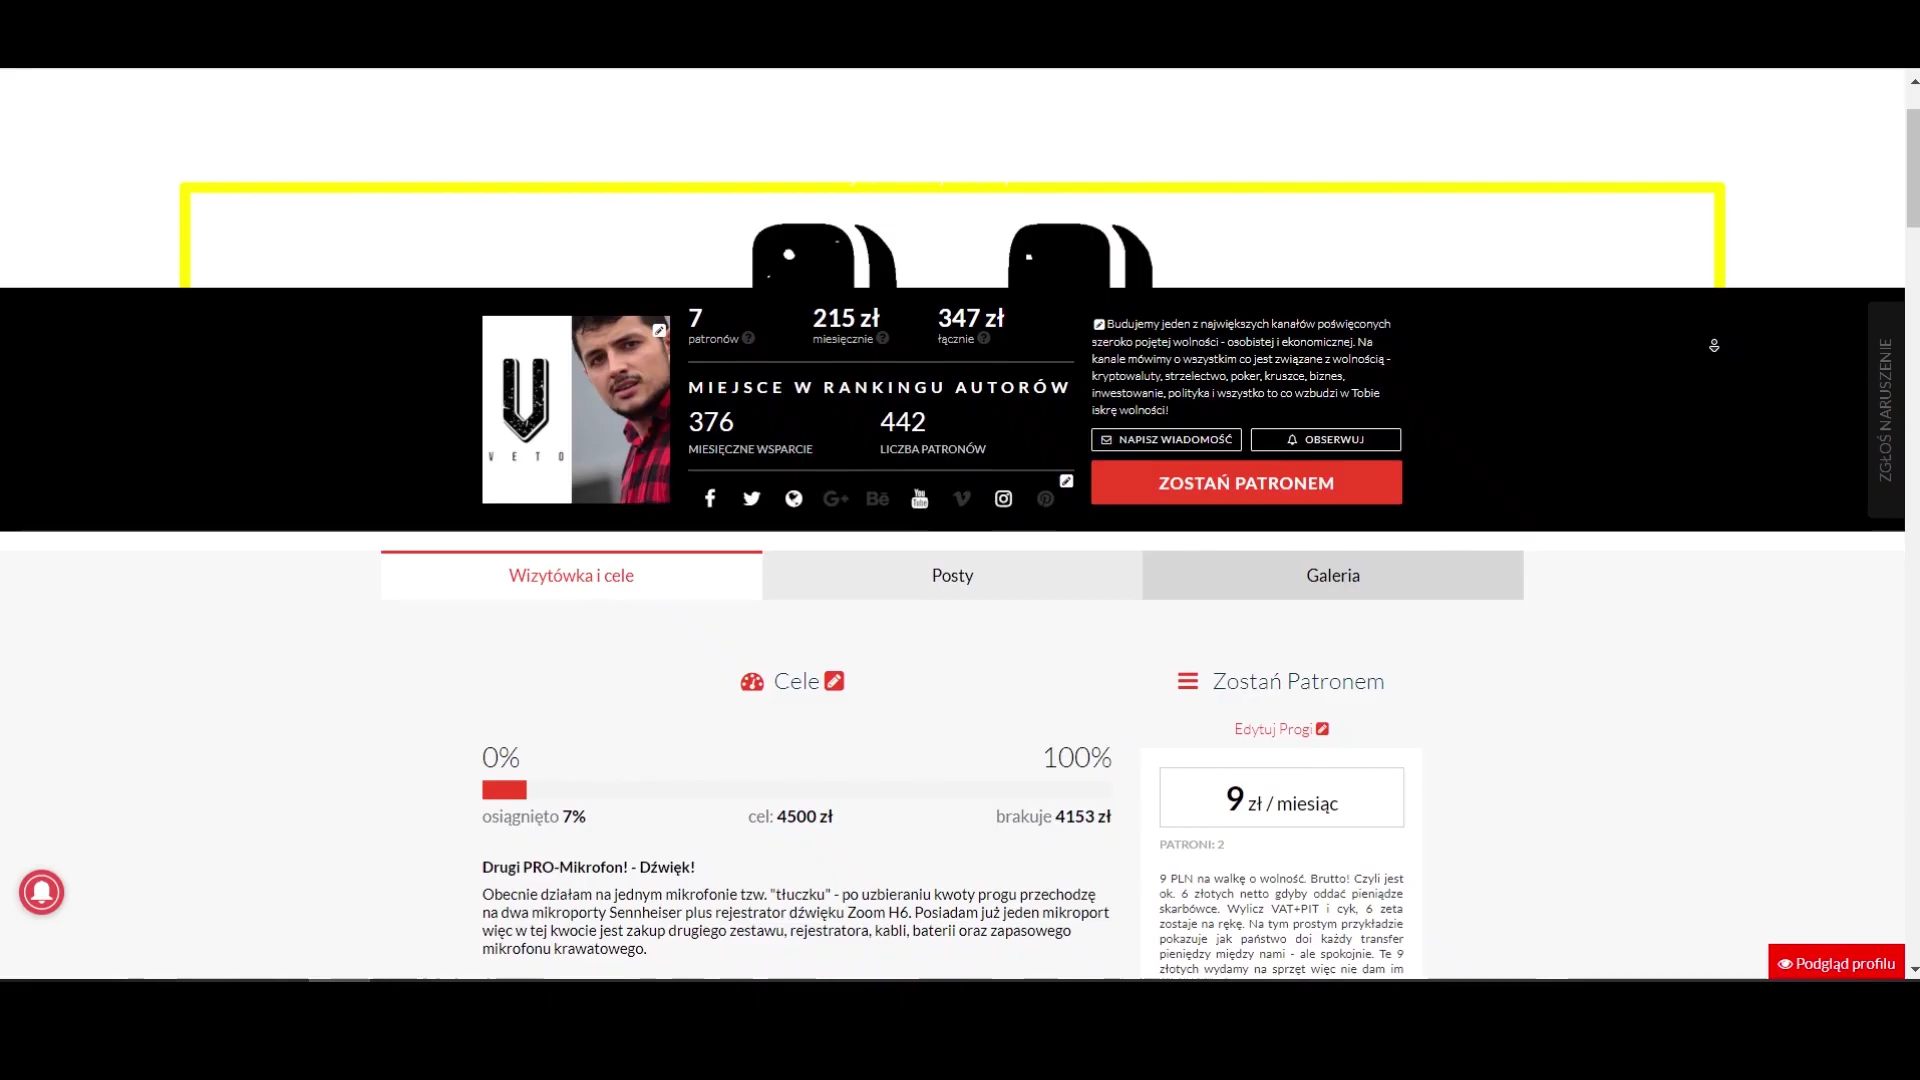 VETO
7
patronów
215 zł
miesięcznie
347 zł
łącznie
MIEJSCE W RANKINGU AUTORÓW
376
MIESIĘCZNE WSPARCIE
442
LICZBA PATRONÓW
Budujemy jeden z największych kanałów poświęconych
szeroko pojętej wolności - osobistej i ekonomicznej. Na
kanale mówimy o wszystkim co jest związane z wolnością -
kryptowaluty, strzelectwo, poker, kruszce, biznes,
inwestowanie, polityka i wszystko to co wzbudzi w Tobie
iskrę wolności!
NAPISZ WIADOMOŚĆ
OBSERWUJ
ZOSTAŃ PATRONEM
ZGŁOŚ NARUSZENIE
Wizytówka i cele
Posty
Galeria
Cele
0%
100%
osiągnięto 7%
cel: 4500 zł
brakuje 4153 zł
Drugi PRO-Mikrofon! - Dźwięk!
Obecnie działam na jednym mikrofonie tzw. "tłuczku" - po uzbieraniu kwoty progu przechodzę
na dwa mikroporty Sennheiser plus rejestrator dźwięku Zoom H6. Posiadam już jeden mikroport
więc w tej kwocie jest zakup drugiego zestawu, rejestratora, kabli, baterii oraz zapasowego
mikrofonu krawatowego.
Zostań Patronem
Edytuj Progi
9 zł / miesiąc
PATRONI: 2
9 PLN na walkę o wolność. Brutto! Czyli jest
ok. 6 złotych netto gdyby oddać pieniądze
skarbówce. Wylicz VAT+PIT i cyk, 6 zeta
zostaje na rękę. Na tym prostym przykładzie
pokazuje jak państwo doi każdy transfer
pieniędzy między nami - ale spokojnie. Te 9
złotych wydamy na sprzęt więc nie dam im
Podgląd profilu